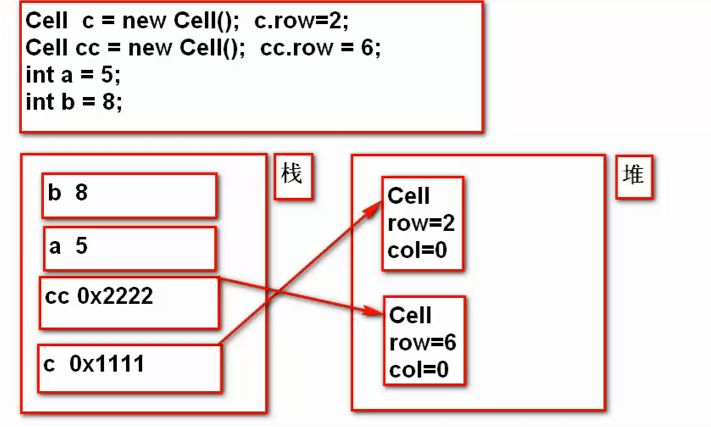 Cell  c = new Cell();  c.row=2;
Cell cc = new Cell();  cc.row = 6;
int a = 5;
int b = 8;
栈
堆
b  8
a  5
cc 0x2222
c  0x1111
Cell
row=2
col=0
Cell
row=6
col=0